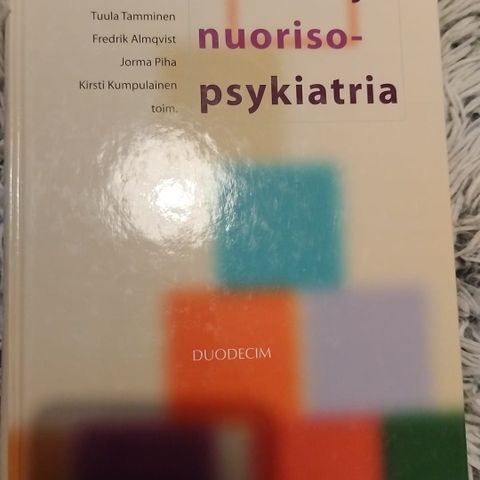 Tuula Tamminen
Fredrik Almqvist
Jorma Piha
Kirsti Kumpulainen
toim.
nuoriso-
psykiatria
DUODECIM